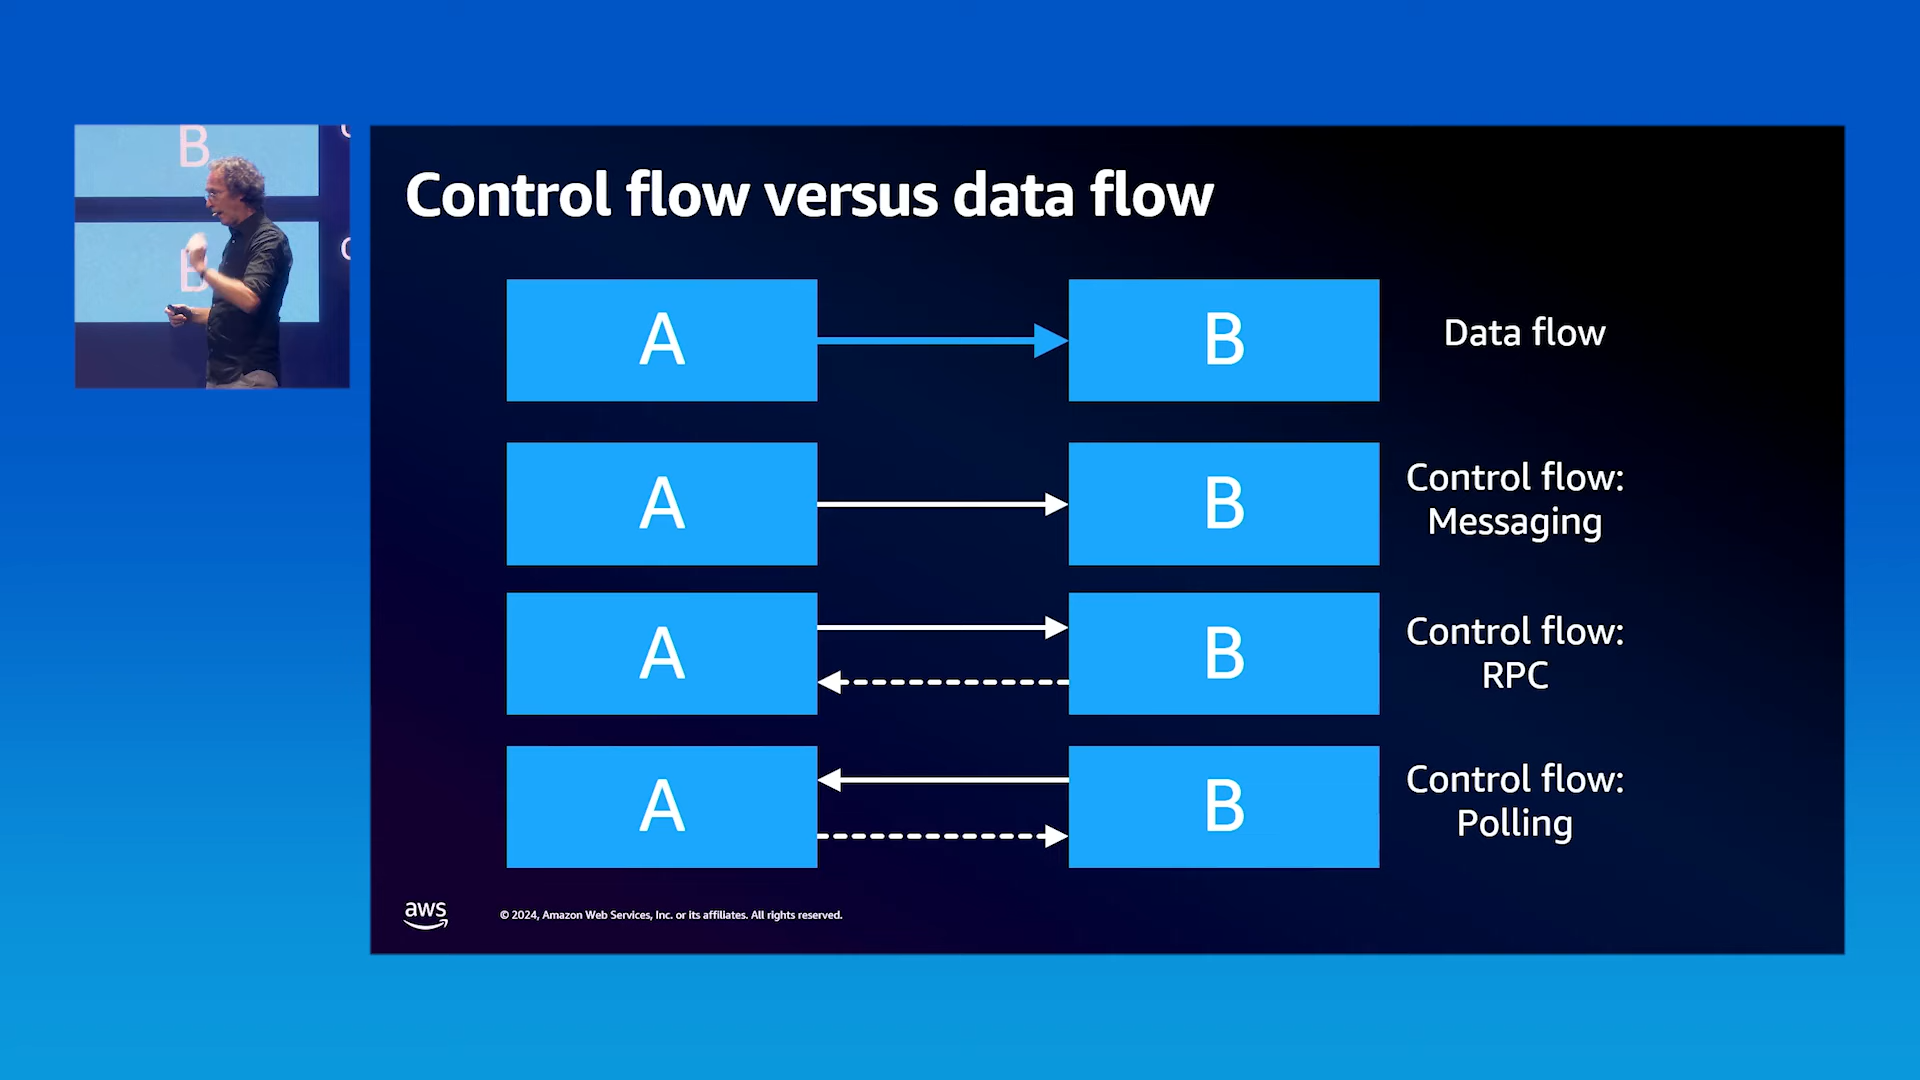 B
B
Control flow versus data flow
A
B
Data flow
A
B
Control flow:
Messaging
A
B
Control flow:
RPC
A
B
Control flow:
Polling
aws
© 2024, Amazon Web Services, Inc. or its affiliates. All rights reserved.